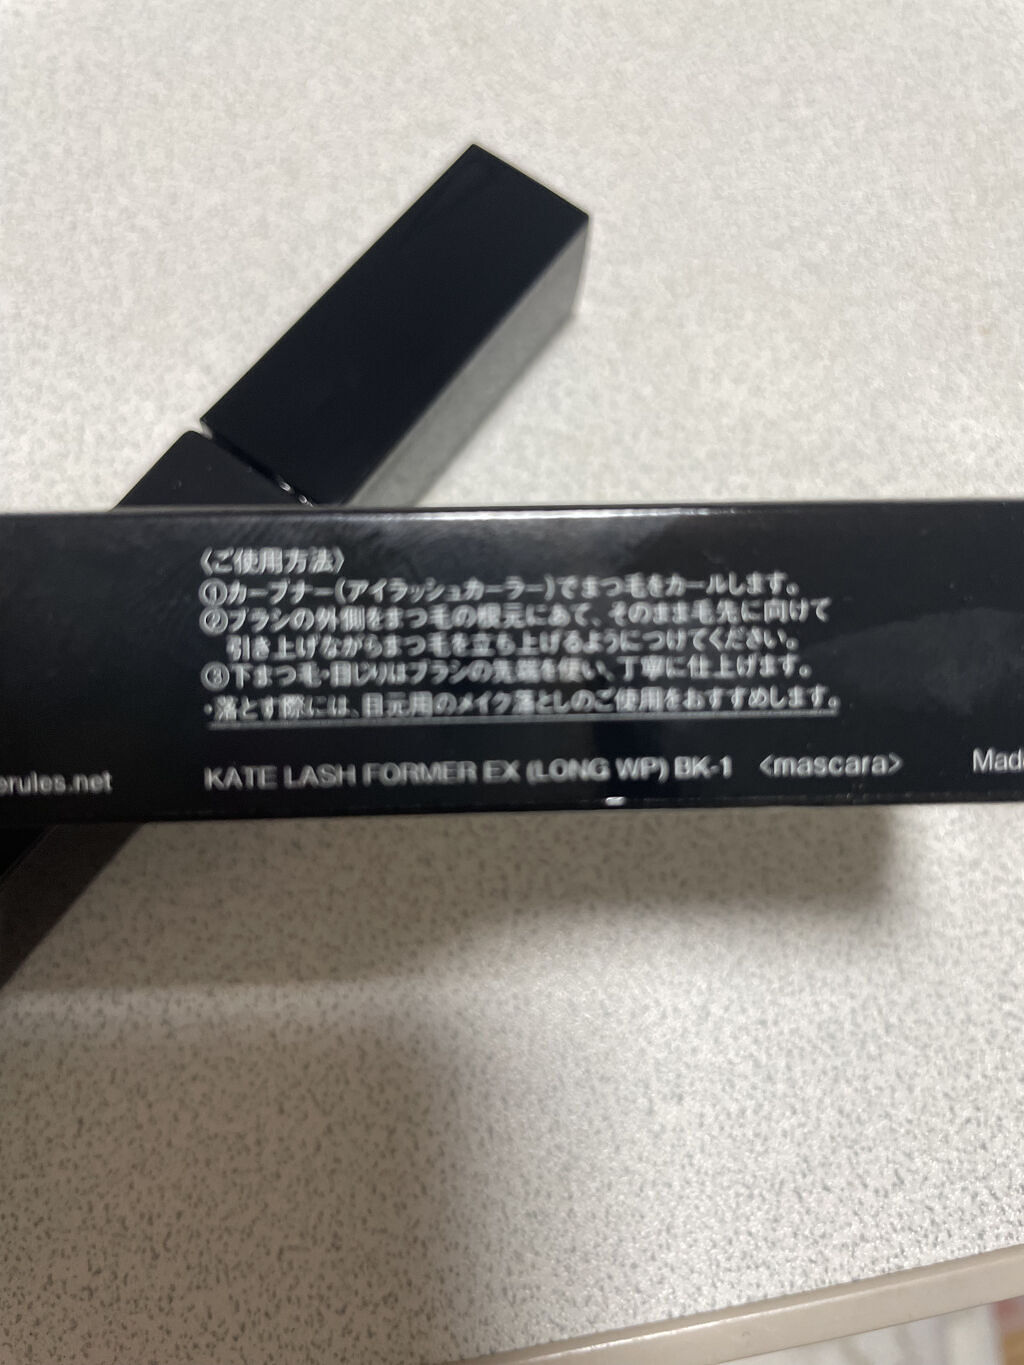 〈ご使用方法〉
①カーブナー(アイラッシュカーラー)でまつ毛をカールします。
②ブラシの外側をまつ毛の根元にあて、そのまま毛先に向けて
引き上げながらまつ毛を立ち上げるようにつけてください。
③下まつ毛・目じりはブラシの先端を使い、丁寧に仕上げます。
・落とす際には、目元用のメイク落としのご使用をおすすめします。
erules.net
KATE LASH FORMER EX (LONG WP) BK-1 <mascara>
Made